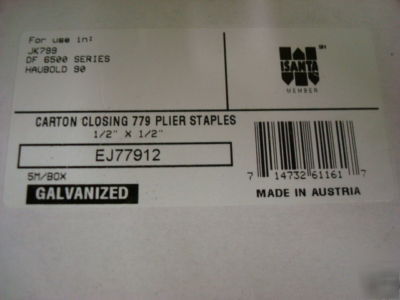 For use in:
JK799
DF 6500 SERIES
HAUBOLD 90
ISANTA
MEMBER
CARTON CLOSING 779 PLIER STAPLES
1/2" X 1/2"
EJ77912
5M/BOX
GALVANIZED
7 14732 61161 7
MADE IN AUSTRIA